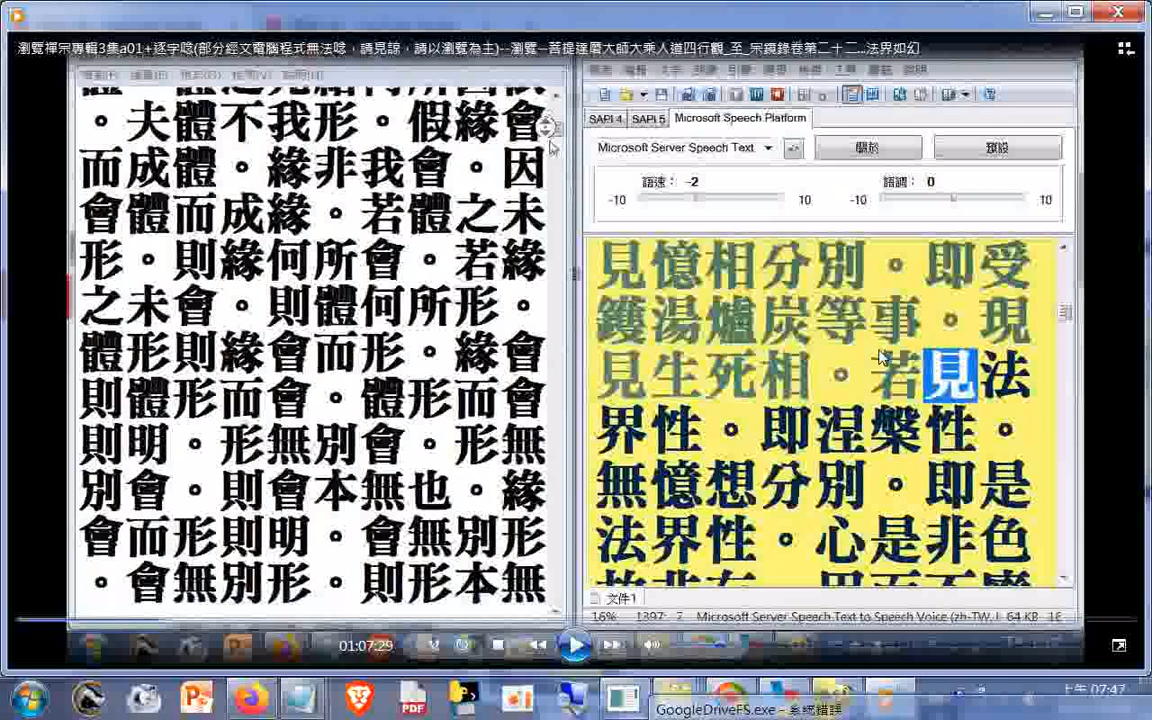 瀏覽禪宗專輯3集a01+逐字唸(部分經文電腦程式無法唸，請見諒，請以瀏覽為主)--瀏覽--菩提達磨大師大乘入道四行觀_至_宗鏡錄卷第二十二...法界如幻
。夫體不我形。假緣會
而成體。緣非我會。因
會體而成緣。若體之未
形。則緣何所會。若緣
之未會。則體何所形。
體形則緣會而形。緣會
則體形而會。體形而會
則明。形無別會。形無
別會。則會本無也。緣
會而形則明。會無別形
。會無別形。則形本無
SAPI 4 SAPI 5 Microsoft Speech Platform
Microsoft Server Speech Text 關於 預設
語速： -2 語調： 0
-10 10 -10 10
見憶相分別。即受
鑊湯爐炭等事。現
見生死相。若見法
界性。即涅槃性。
無憶想分別。即是
法界性。心是非色
文件1
16% 1397: 7 Microsoft Server Speech Text to Speech Voice (zh-TW, 64 KB
01:07:29
上午 07:47
GoogleDriveFS.exe - 系統錯誤